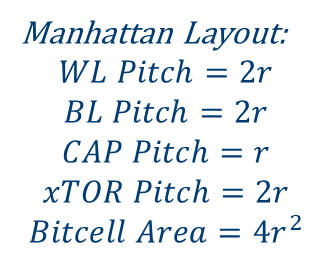 Manhattan Layout:
WL Pitch = 2r
BL Pitch = 2r
CAP Pitch = r
xTOR Pitch = 2r
Bitcell Area = 4r²